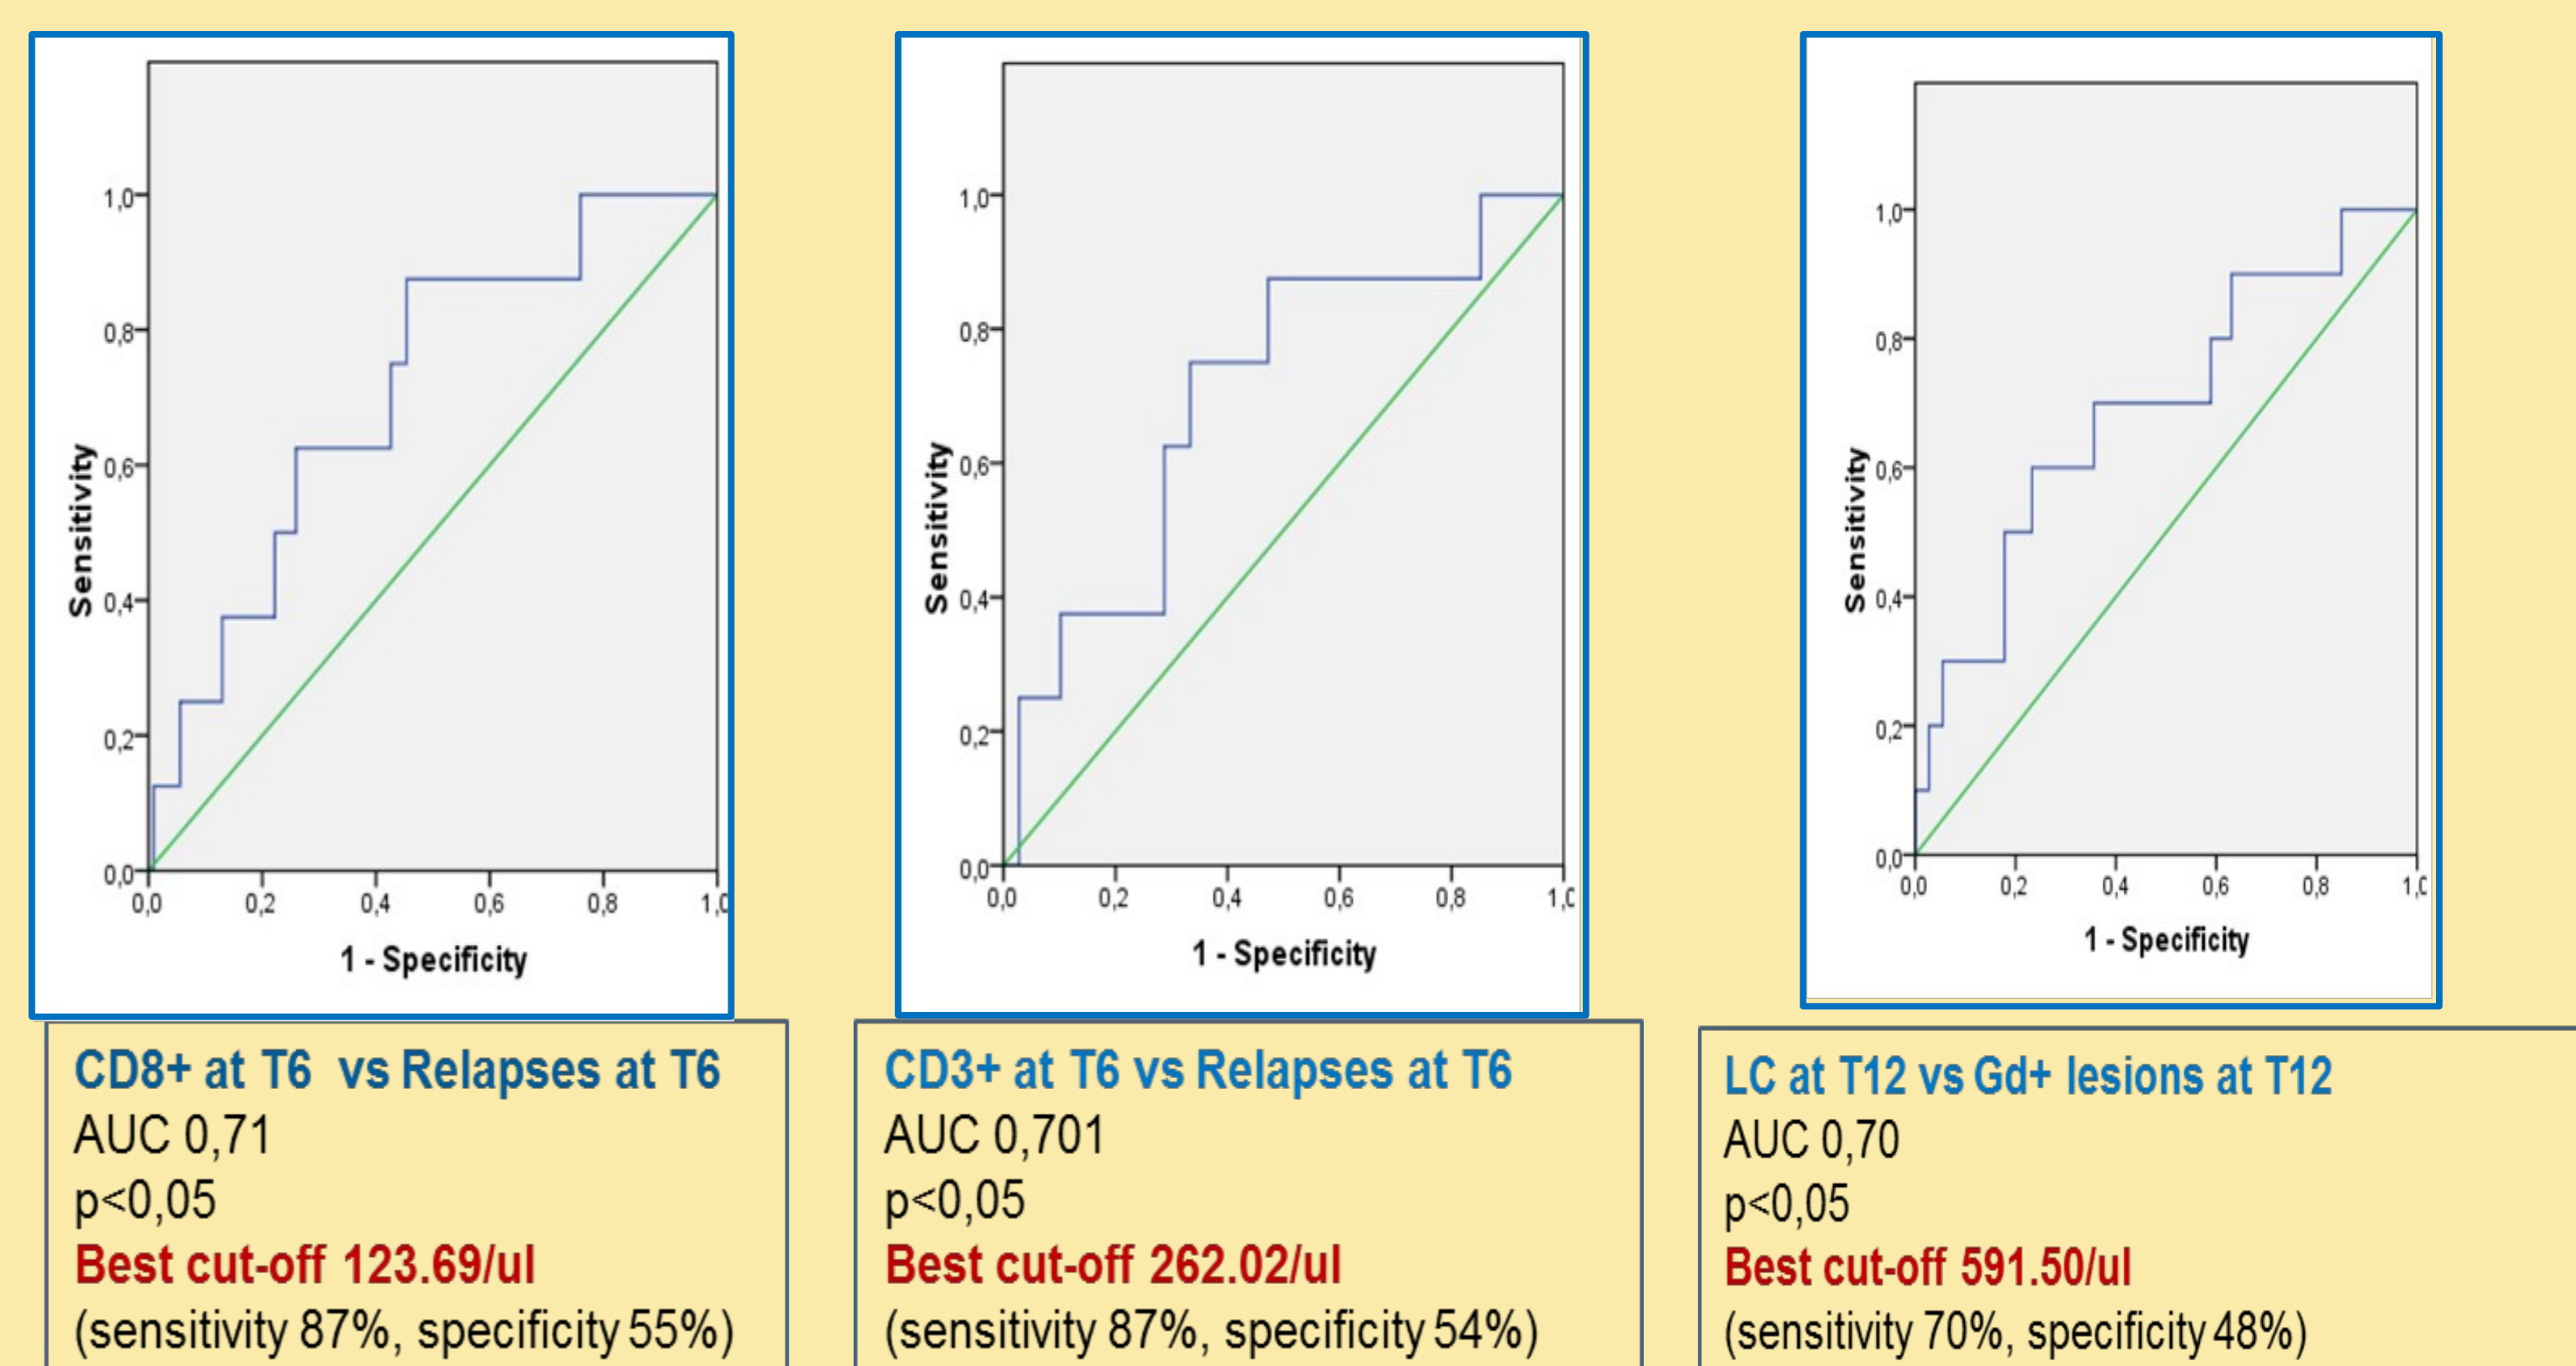 Sensitivity
1,0
0,8
0,6
0,4
0,2
0,0
0,0 0,2 0,4 0,6 0,8 1,0
1 - Specificity
CD8+ at T6 vs Relapses at T6
AUC 0,71
p<0,05
Best cut-off 123.69/ul
(sensitivity 87%, specificity 55%)
Sensitivity
1,0
0,8
0,6
0,4
0,2
0,0
0,0 0,2 0,4 0,6 0,8 1,0
1 - Specificity
CD3+ at T6 vs Relapses at T6
AUC 0,701
p<0,05
Best cut-off 262.02/ul
(sensitivity 87%, specificity 54%)
Sensitivity
1,0
0,8
0,6
0,4
0,2
0,0
0,0 0,2 0,4 0,6 0,8 1,0
1 - Specificity
LC at T12 vs Gd+ lesions at T12
AUC 0,70
p<0,05
Best cut-off 591.50/ul
(sensitivity 70%, specificity 48%)